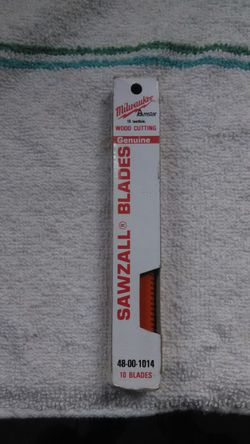 Milwaukee
WOOD CUTTING
Genuine
SAWZALL® BLADES
48-00-1014
10 BLADES